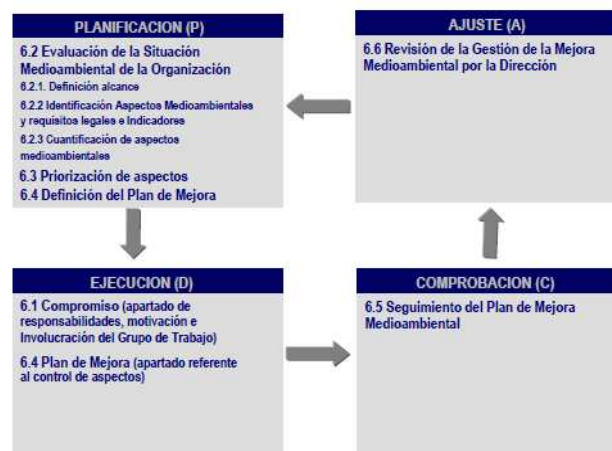 PLANIFICACION (P)
6.2 Evaluación de la Situación
Medioambiental de la Organización
6.2.1. Definición alcance
6.2.2 Identificación Aspectos Medioambientales
y requisitos legales e Indicadores
6.2.3 Cuantificación de aspectos
medioambientales
6.3 Priorización de aspectos
6.4 Definición del Plan de Mejora
AJUSTE (A)
6.6 Revisión de la Gestión de la Mejora
Medioambiental por la Dirección
EJECUCION (D)
6.1 Compromiso (apartado de
responsabilidades, motivación e
Involucración del Grupo de Trabajo)
6.4 Plan de Mejora (apartado referente
al control de aspectos)
COMPROBACION (C)
6.5 Seguimiento del Plan de Mejora
Medioambiental